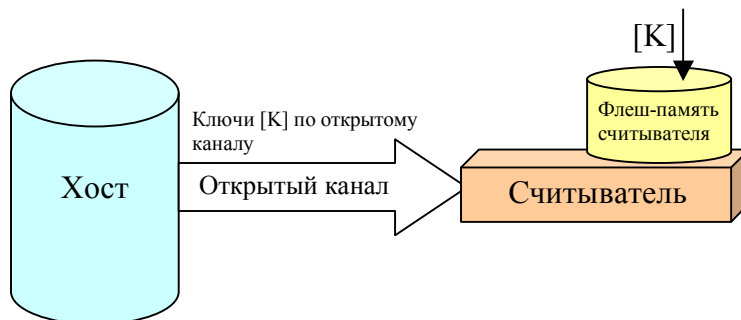 [K]
Флеш-память
считывателя
Ключи [K] по открытому
каналу
Хост
Открытый канал
Считыватель